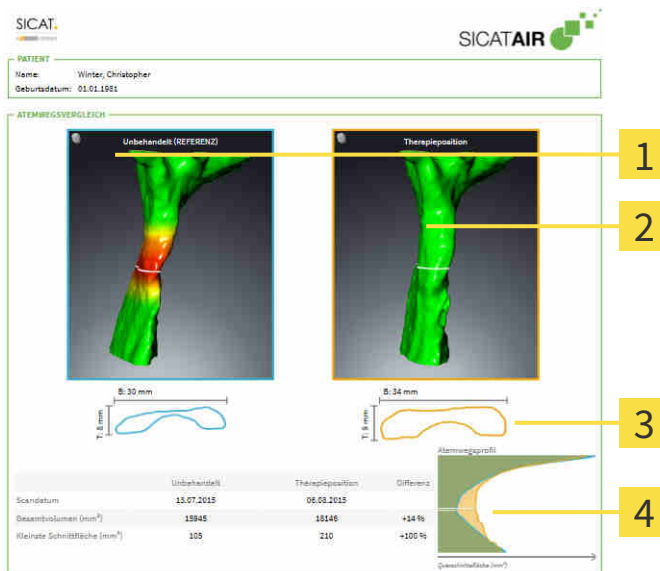 SICAT.
SICATAIR
PATIENT
Name: Winter, Christopher
Geburtsdatum: 01.01.1981
ATEMWEGSVERGLEICH
Unbehandelt (REFERENZ)
Therapieposition
1
2
B: 30 mm
B: 34 mm
T: 8 mm
T: 9 mm
3
Atemwegsprofil
Unbehandelt Therapieposition Differenz
Scandatum 13.07.2015 06.08.2015
Gesamtvolumen (mm³) 15945 18146 +14 %
Kleinste Schnittfläche (mm²) 105 210 +100 %
4
Querschnittsfläche (mm²)